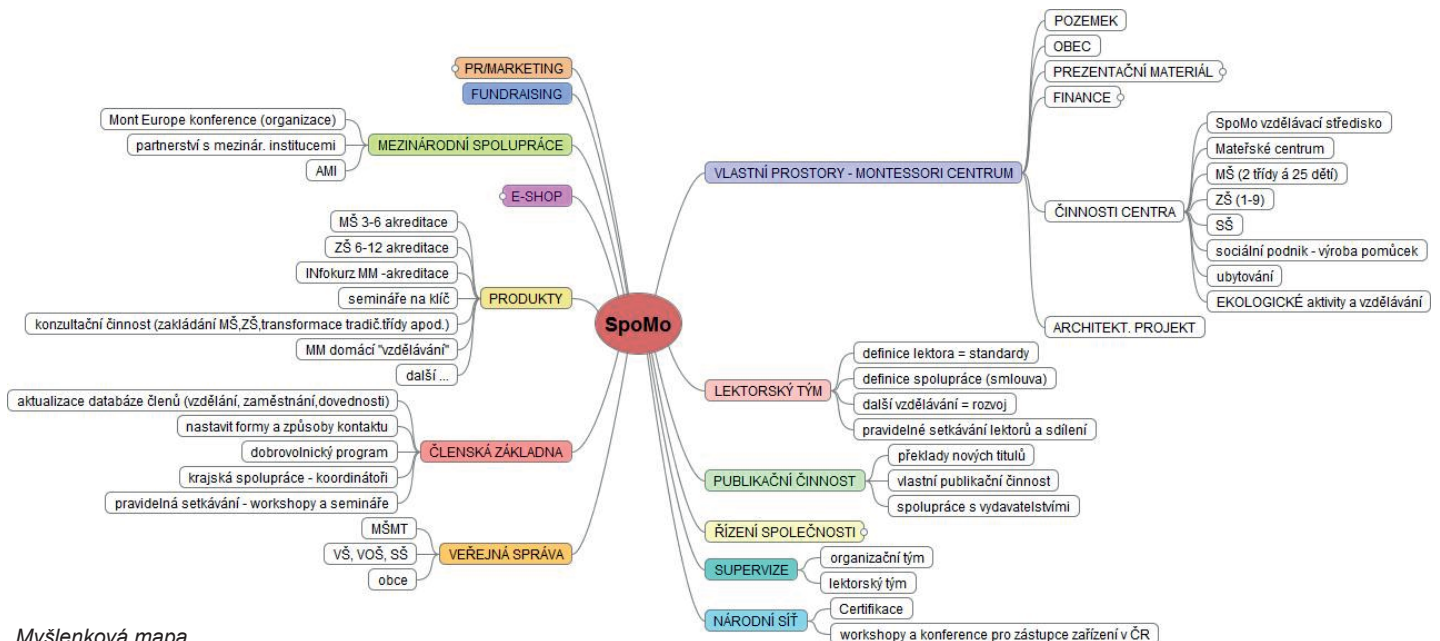 PR/MARKETING
FUNDRAISING
Mont Europe konference (organizace)
partnerství s mezinár. institucemi
AMI
MEZINÁRODNÍ SPOLUPRÁCE
E-SHOP
MŠ 3-6 akreditace
ZŠ 6-12 akreditace
INfokurz MM -akreditace
semináře na klíč
konzultační činnost (zakládání MŠ,ZŠ,transformace tradič.třídy apod.)
MM domácí "vzdělávání"
další ...
PRODUKTY
aktualizace databáze členů (vzdělání, zaměstnání,dovednosti)
nastavit formy a způsoby kontaktu
dobrovolnický program
krajská spolupráce - koordinátoři
pravidelná setkávání - workshopy a semináře
ČLENSKÁ ZÁKLADNA
MŠMT
VŠ, VOŠ, SŠ
obce
VEŘEJNÁ SPRÁVA
SpoMo
VLASTNÍ PROSTORY - MONTESSORI CENTRUM
POZEMEK
OBEC
PREZENTAČNÍ MATERIÁL
FINANCE
ČINNOSTI CENTRA
SpoMo vzdělávací středisko
Mateřské centrum
MŠ (2 třídy á 25 dětí)
ZŠ (1-9)
SŠ
sociální podnik - výroba pomůcek
ubytování
EKOLOGICKÉ aktivity a vzdělávání
ARCHITEKT. PROJEKT
LEKTORSKÝ TÝM
definice lektora = standardy
definice spolupráce (smlouva)
další vzdělávání = rozvoj
pravidelné setkávání lektorů a sdílení
PUBLIKAČNÍ ČINNOST
překlady nových titulů
vlastní publikační činnost
spolupráce s vydavatelstvími
ŘÍZENÍ SPOLEČNOSTI
SUPERVIZE
organizační tým
lektorský tým
NÁRODNÍ SÍŤ
Certifikace
workshopy a konference pro zástupce zařízení v ČR
Myšlenková mapa